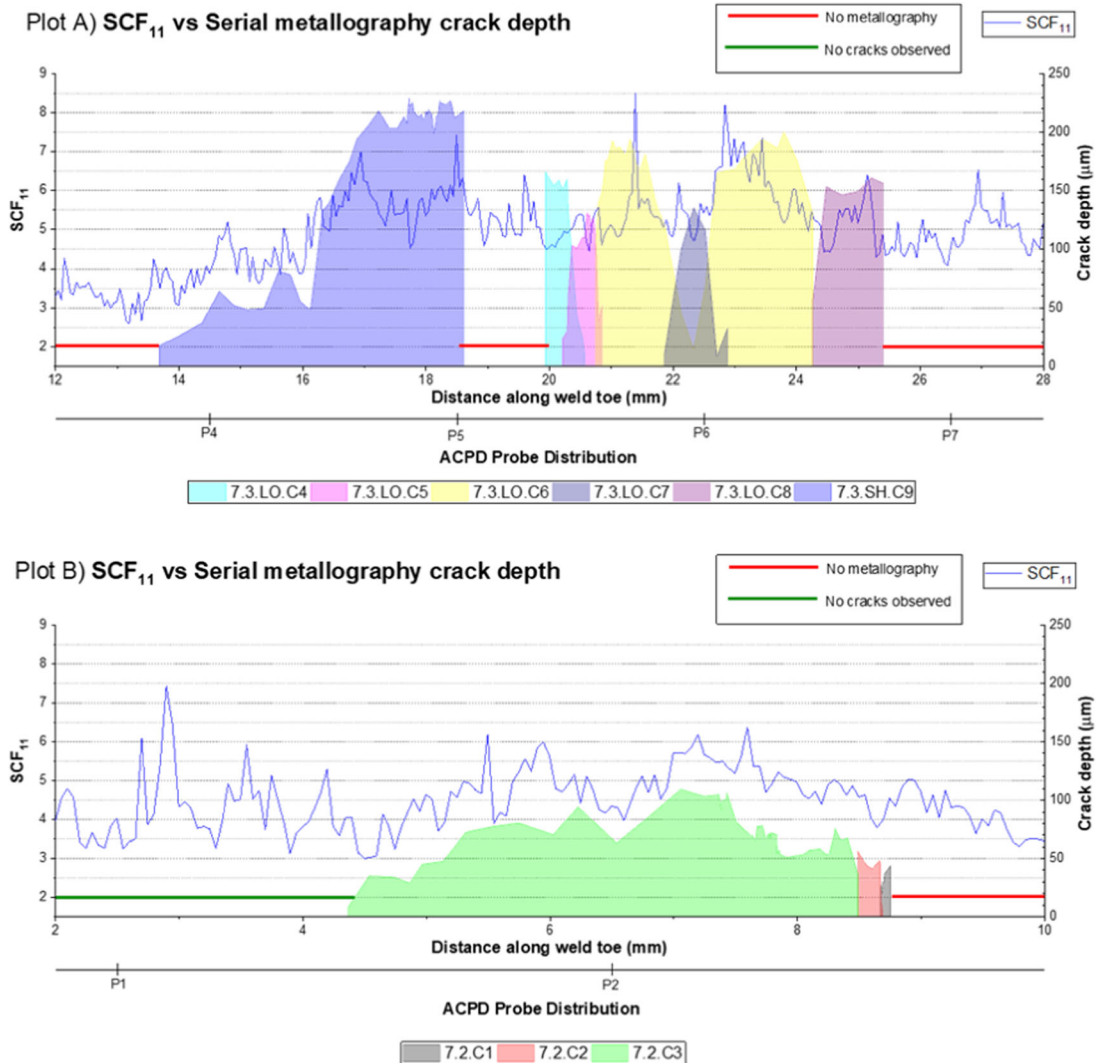 Plot A) SCF11 vs Serial metallography crack depth
No metallography
No cracks observed
SCF11
9
8
7
6
5
4
3
2
SCF11
250
200
150
100
50
0
Crack depth (μm)
12 14 16 18 20 22 24 26 28
Distance along weld toe (mm)
P4 P5 P6 P7
ACPD Probe Distribution
7.3.LO.C4 7.3.LO.C5 7.3.LO.C6 7.3.LO.C7 7.3.LO.C8 7.3.SH.C9
Plot B) SCF11 vs Serial metallography crack depth
No metallography
No cracks observed
SCF11
9
8
7
6
5
4
3
2
SCF11
250
200
150
100
50
0
Crack depth (μm)
2 4 6 8 10
Distance along weld toe (mm)
P1 P2
ACPD Probe Distribution
7.2.C1 7.2.C2 7.2.C3